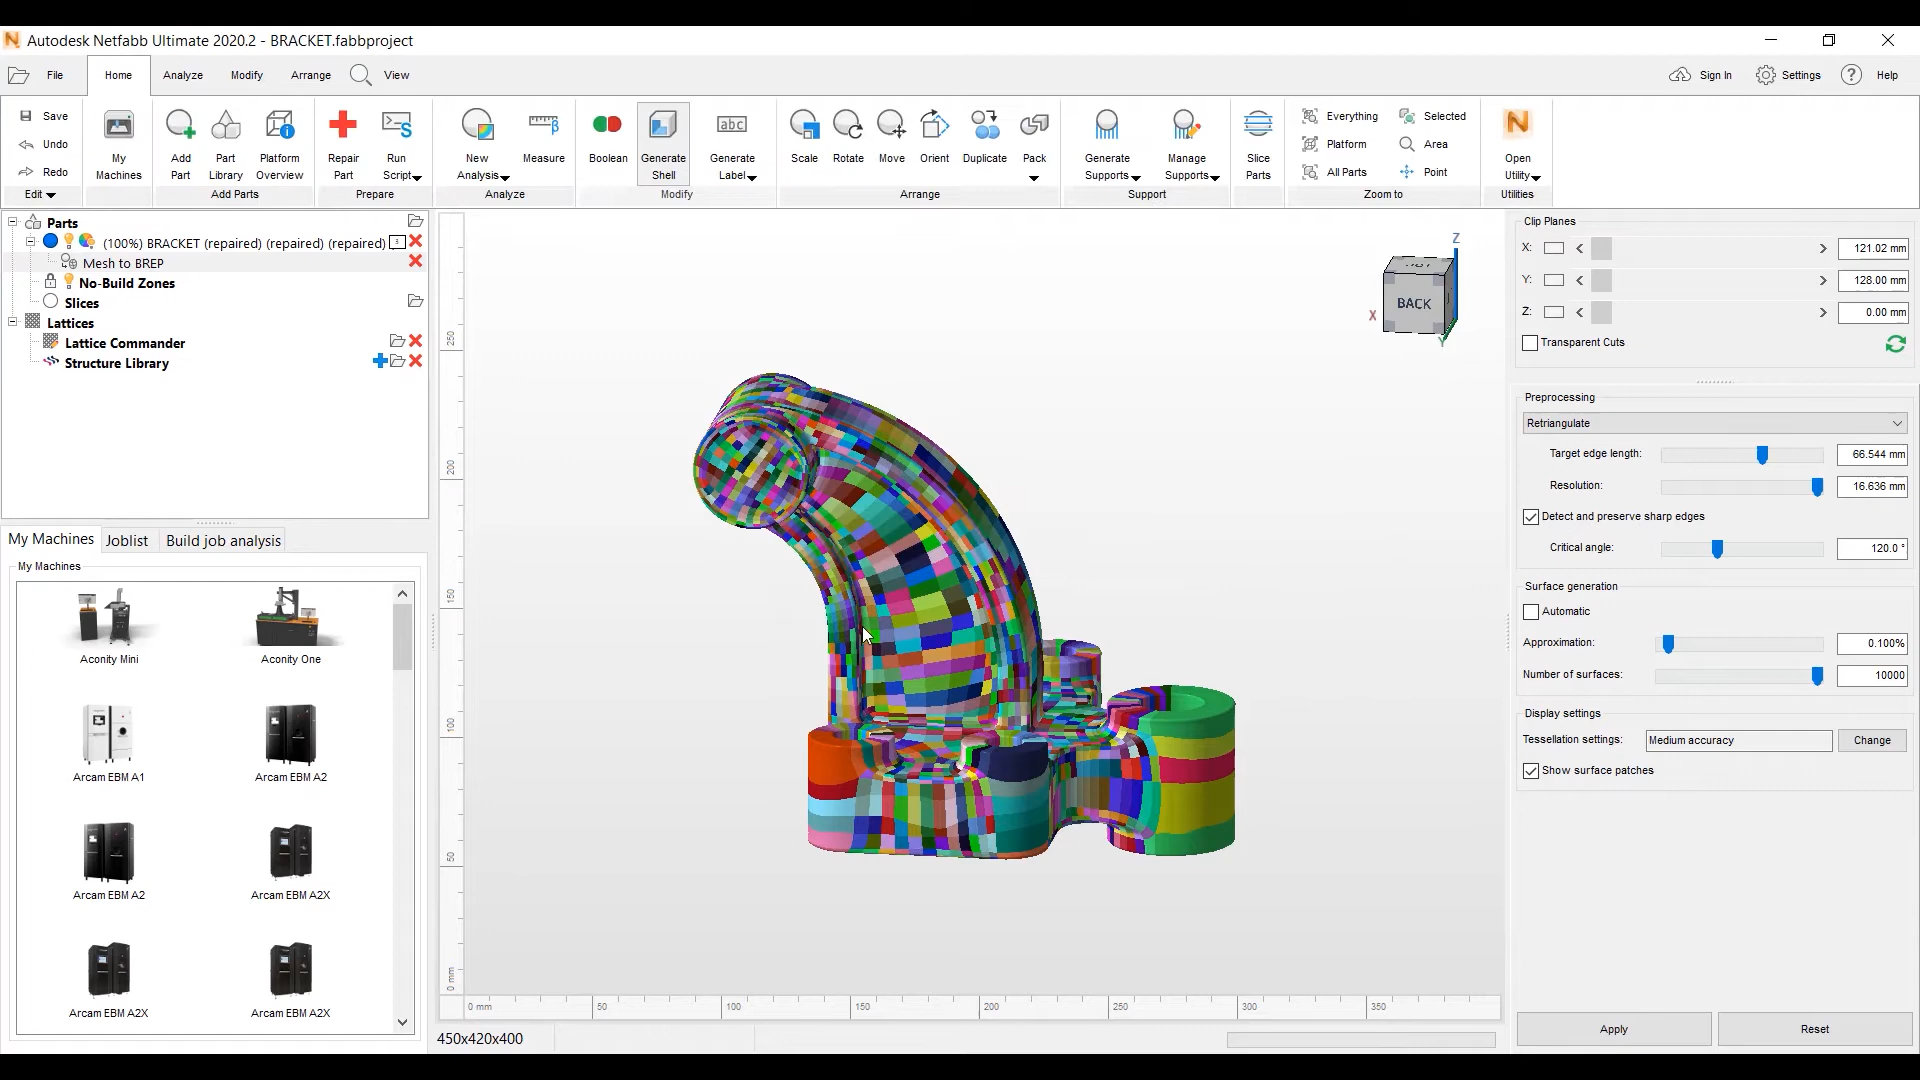 Autodesk Netfabb Ultimate 2020.2 - BRACKET.fabbproject
File Home Analyze Modify Arrange View Sign In Settings Help
Save
Undo
Redo
Edit
My Machines
Add Part
Part Library
Platform Overview
Add Parts
Repair Part
Run Script
Prepare
New Analysis
Measure
Analyze
Boolean
Generate Shell
Generate Label
abc
Modify
Scale
Rotate
Move
Orient
Duplicate
Pack
Arrange
Generate Supports
Manage Supports
Support
Slice Parts
Everything
Platform
All Parts
Selected
Area
Point
Zoom to
Open Utility
Utilities
Parts
(100%) BRACKET (repaired) (repaired) (repaired)
Mesh to BREP
No-Build Zones
Slices
Lattices
Lattice Commander
Structure Library
My Machines Joblist Build job analysis
My Machines
Aconity Mini Aconity One
Arcam EBM A1 Arcam EBM A2
Arcam EBM A2 Arcam EBM A2X
Arcam EBM A2X Arcam EBM A2X
250
200
150
100
50
0 mm
0 mm 50 100 150 200 250 300 350
450x420x400
Z
BACK
X
Y
Clip Planes
X: 121.02 mm
Y: 128.00 mm
Z: 0.00 mm
Transparent Cuts
Preprocessing
Retriangulate
Target edge length: 66.544 mm
Resolution: 16.636 mm
Detect and preserve sharp edges
Critical angle: 120.0 °
Surface generation
Automatic
Approximation: 0.100%
Number of surfaces: 10000
Display settings
Tessellation settings: Medium accuracy Change
Show surface patches
Apply Reset